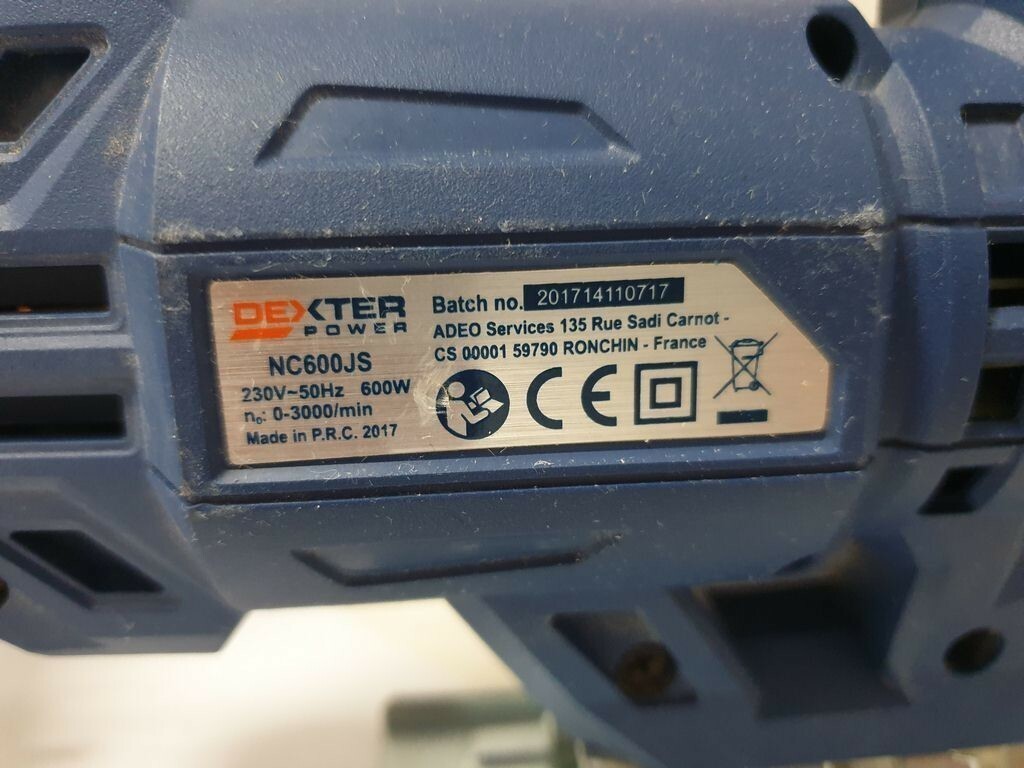 DEXTER
POWER
NC600JS
230V~50Hz 600W
n₀: 0-3000/min
Made in P.R.C. 2017
Batch no. 201714110717
ADEO Services 135 Rue Sadi Carnot -
CS 00001 59790 RONCHIN - France
CE